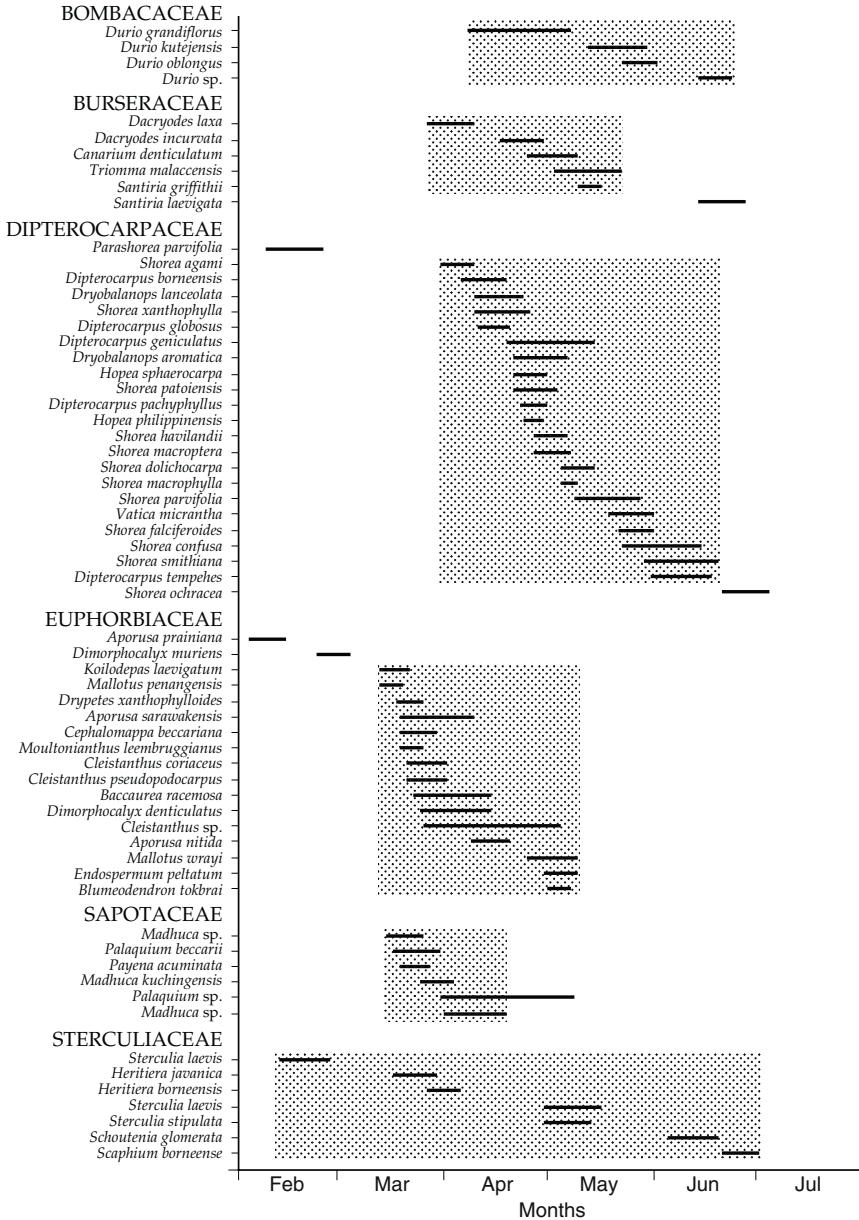 BOMBACACEAE
Durio grandiflorus
Durio kutejensis
Durio oblongus
Durio sp.
BURSERACEAE
Dacryodes laxa
Dacryodes incurvata
Canarium denticulatum
Triomma malaccensis
Santiria griffithii
Santiria laevigata
DIPTEROCARPACEAE
Parashorea parvifolia
Shorea agami
Dipterocarpus borneensis
Dryobalanops lanceolata
Shorea xanthophylla
Dipterocarpus globosus
Dipterocarpus geniculatus
Dryobalanops aromatica
Hopea sphaerocarpa
Shorea patoiensis
Dipterocarpus pachyphyllus
Hopea philippinensis
Shorea havilandii
Shorea macroptera
Shorea dolichocarpa
Shorea macrophylla
Shorea parvifolia
Vatica micrantha
Shorea falciferoides
Shorea confusa
Shorea smithiana
Dipterocarpus tempehes
Shorea ochracea
EUPHORBIACEAE
Aporusa prainiana
Dimorphocalyx muriens
Koilodepas laevigatum
Mallotus penangensis
Drypetes xanthophylloides
Aporusa sarawakensis
Cephalomappa beccariana
Moultonianthus leembruggianus
Cleistanthus coriaceus
Cleistanthus pseudopodocarpus
Baccaurea racemosa
Dimorphocalyx denticulatus
Cleistanthus sp.
Aporusa nitida
Mallotus wrayi
Endospermum peltatum
Blumeodendron tokbrai
SAPOTACEAE
Madhuca sp.
Palaquium beccarii
Payena acuminata
Madhuca kuchingensis
Palaquium sp.
Madhuca sp.
STERCULIACEAE
Sterculia laevis
Heritiera javanica
Heritiera borneensis
Sterculia laevis
Sterculia stipulata
Schoutenia glomerata
Scaphium borneense
Feb Mar Apr May Jun Jul
Months